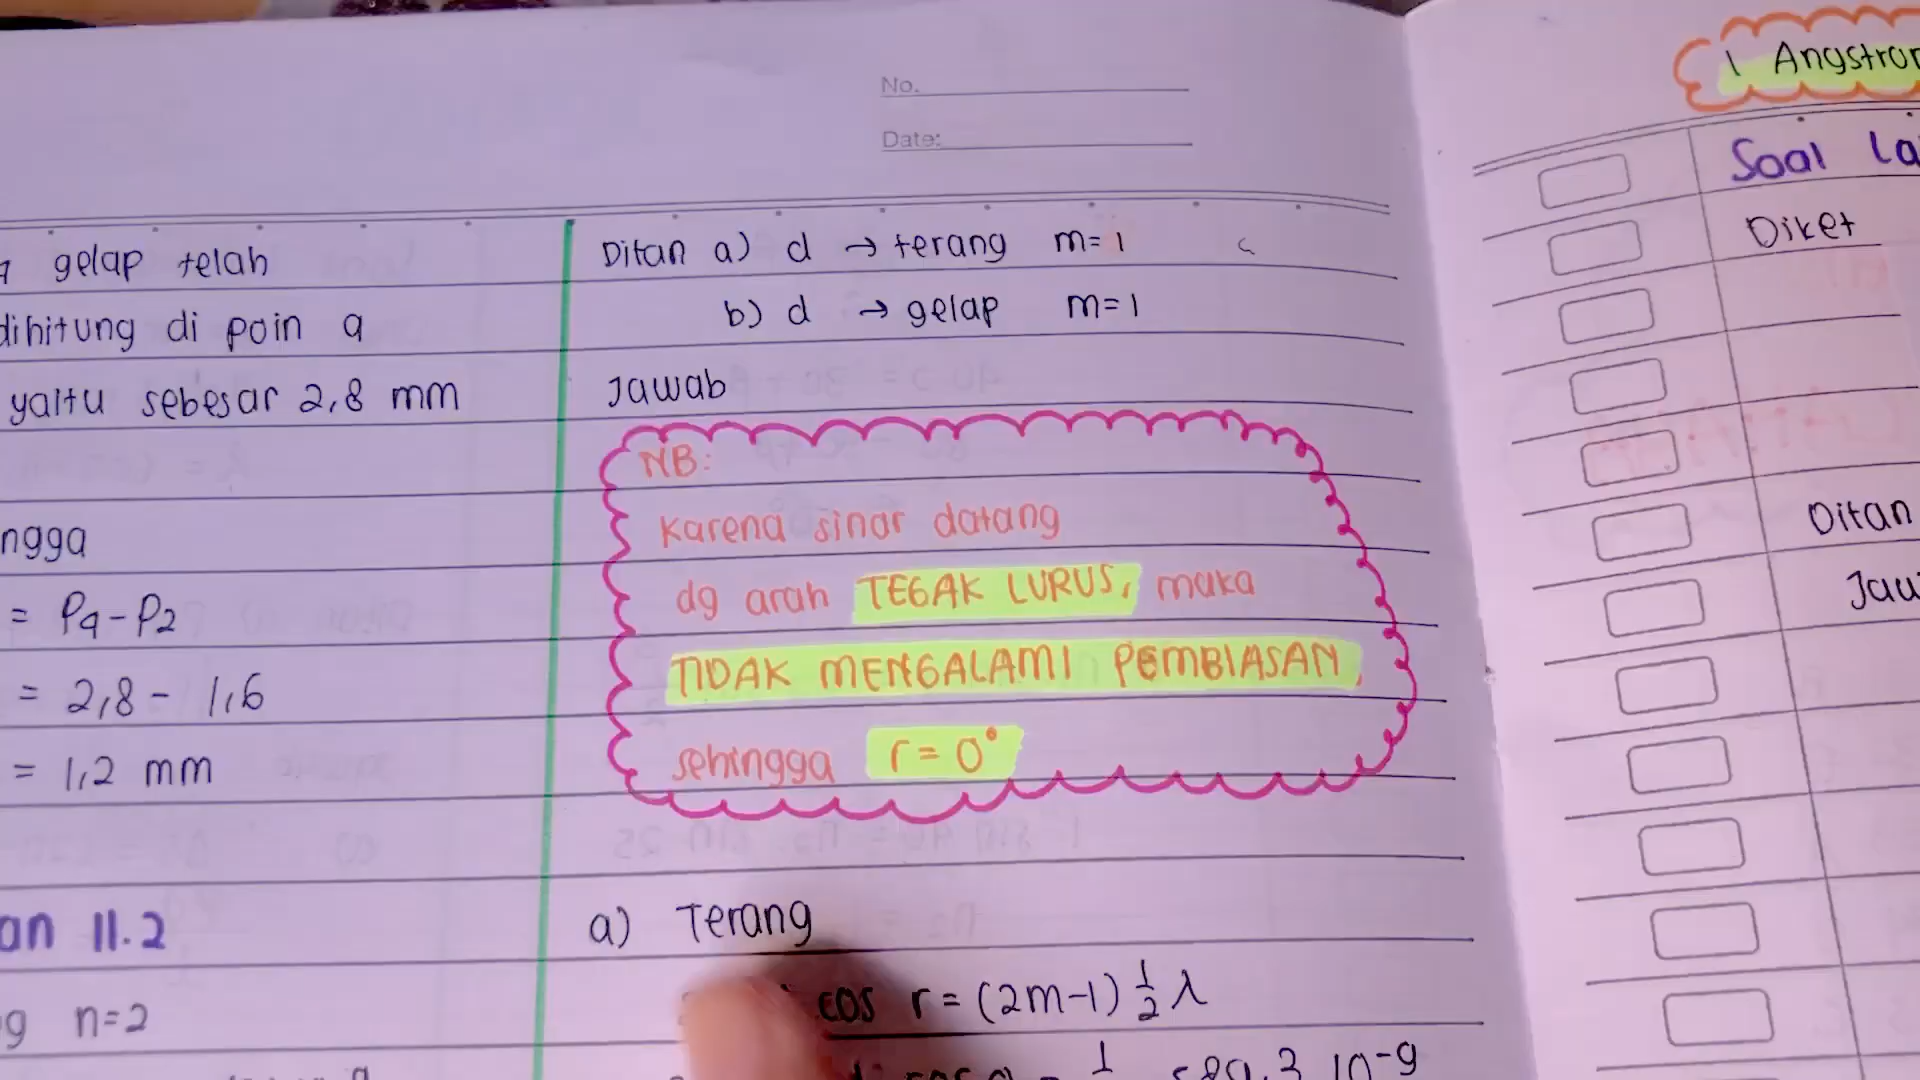 No.
Date:
gelap telah
dihitung di poin a
yaitu sebesar 2,8 mm
ngga
= P9 - P2
= 2,8 - 1,6
= 1,2 mm
an 11.2
g n=2
Ditan a) d → terang m=1
b) d → gelap m=1
Jawab
NB:
Karena sinar datang
dg arah TEGAK LURUS, maka
TIDAK MENGALAMI PEMBIASAN,
sehingga r = 0°
a) Terang
cos r = (2m-1) ½ λ
1 Angstrom
Soal La
Diket
Ditan
Jaw